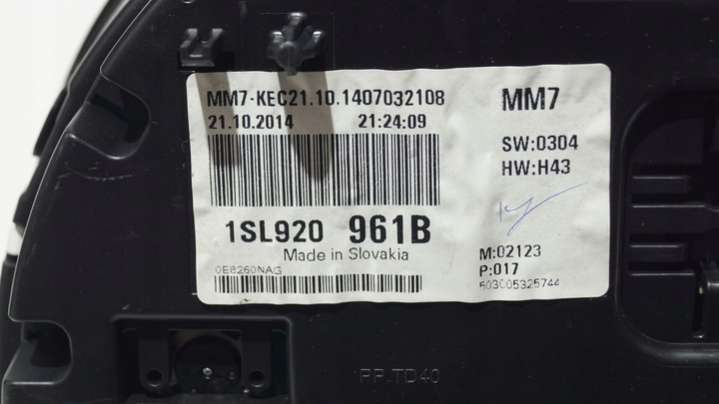 MM7-KEC21.10.1407032108
21.10.2014 21:24:09
1SL920 961B
Made in Slovakia
0E8260NAG
MM7
SW:0304
HW:H43
M:02123
P:017
503005325744
PP-TD40